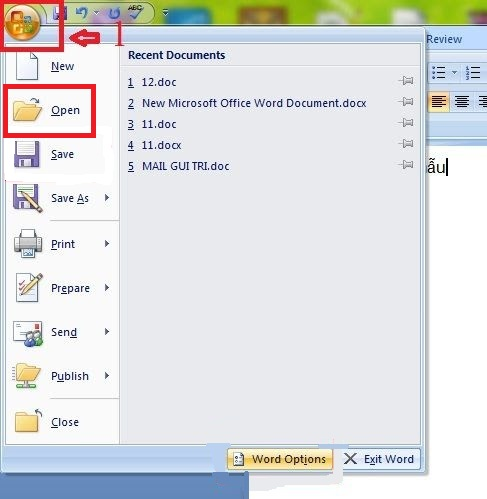 1
ABC
Review
New
Open
Save
Save As
Print
Prepare
Send
Publish
Close
Recent Documents
1 12.doc
2 New Microsoft Office Word Document.docx
3 11.doc
4 11.docx
5 MAIL GUI TRI.doc
ẫu
Word Options
Exit Word